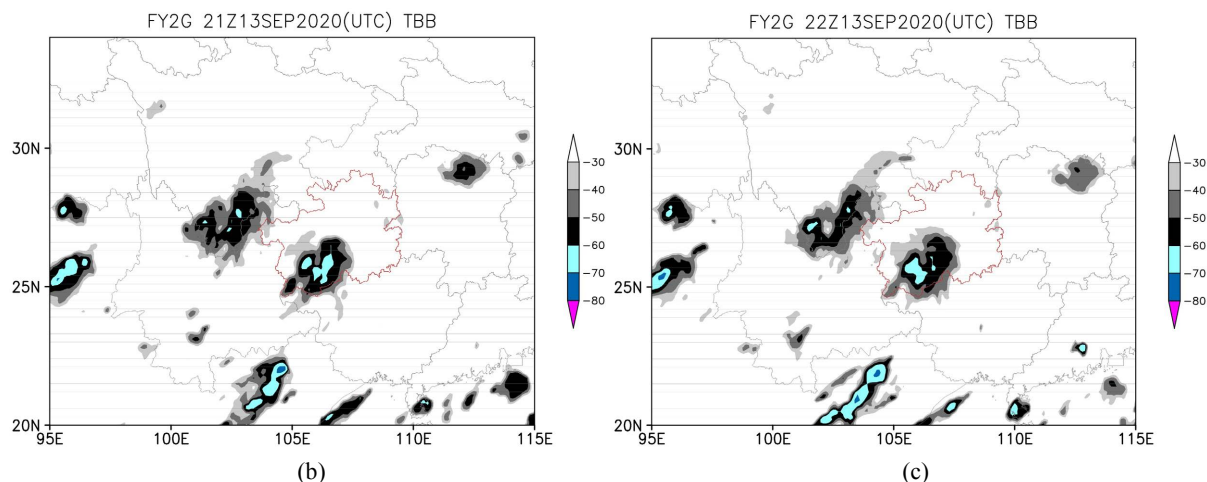 FY2G 21Z13SEP2020(UTC) TBB
30N
25N
20N
95E 100E 105E 110E 115E
-30
-40
-50
-60
-70
-80
(b)
FY2G 22Z13SEP2020(UTC) TBB
30N
25N
20N
95E 100E 105E 110E 115E
-30
-40
-50
-60
-70
-80
(c)